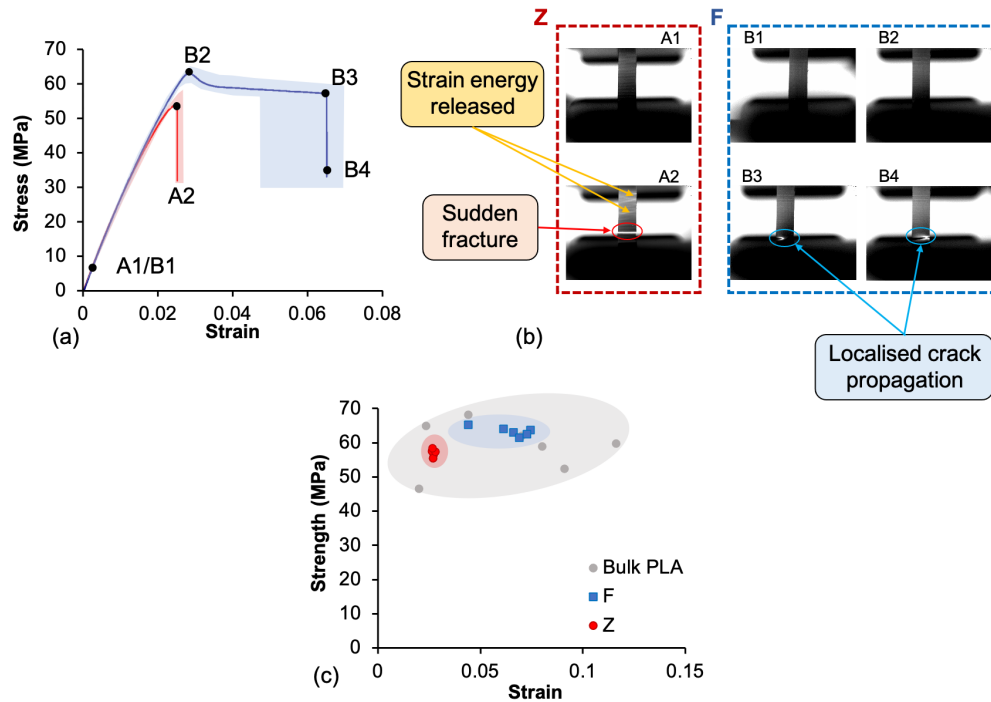 Stress (MPa)
70
60
50
40
30
20
10
0
B2
B3
B4
A2
A1/B1
0
0.02
0.04
0.06
0.08
Strain
(a)
Z
F
A1
B1
B2
Strain energy
released
A2
B3
B4
Sudden
fracture
Localised crack
propagation
(b)
Strength (MPa)
70
60
50
40
30
20
10
0
Bulk PLA
F
Z
0
0.05
0.1
0.15
Strain
(c)